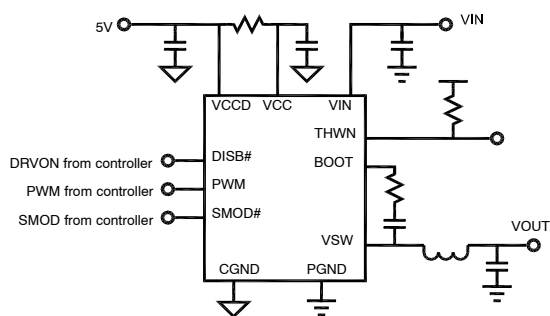 5V
VIN
VCCD VCC VIN
THWN
DRVON from controller
DISB#
BOOT
PWM from controller
PWM
SMOD from controller
SMOD#
VSW
VOUT
CGND PGND